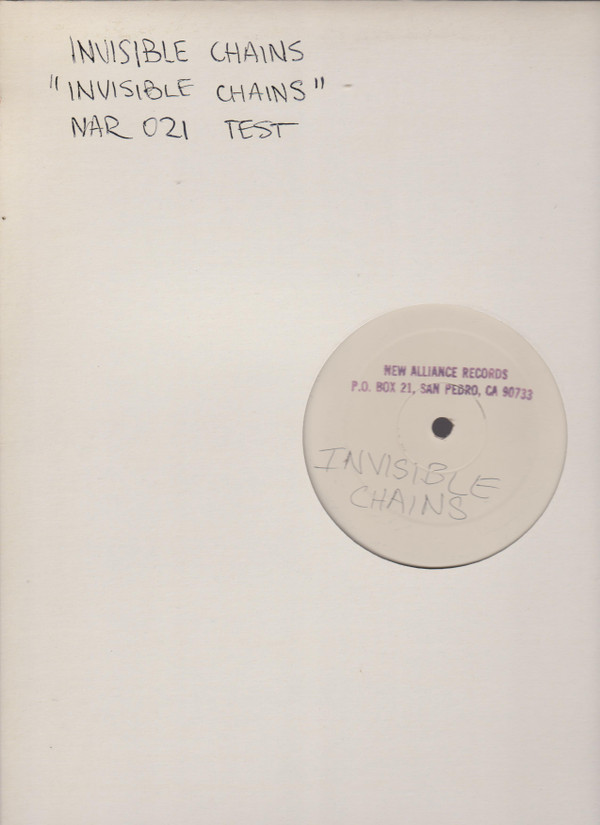 INVISIBLE CHAINS
"INVISIBLE CHAINS"
NAR 021 TEST
NEW ALLIANCE RECORDS
P.O. BOX 21, SAN PEDRO, CA 90733
INVISIBLE
CHAINS